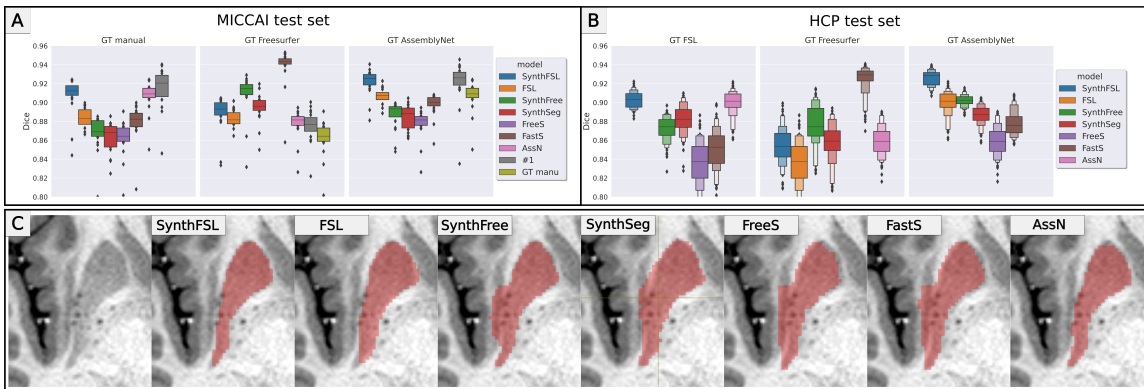 A
MICCAI test set
GT manual
GT Freesurfer
GT AssemblyNet
Dice
0.96
0.94
0.92
0.90
0.88
0.86
0.84
0.82
0.80
model
SynthFSL
FSL
SynthFree
SynthSeg
FreeS
FastS
AssN
#1
GT manu
B
HCP test set
GT FSL
GT Freesurfer
GT AssemblyNet
Dice
0.96
0.94
0.92
0.90
0.88
0.86
0.84
0.82
0.80
model
SynthFSL
FSL
SynthFree
SynthSeg
FreeS
FastS
AssN
C
SynthFSL
FSL
SynthFree
SynthSeg
FreeS
FastS
AssN